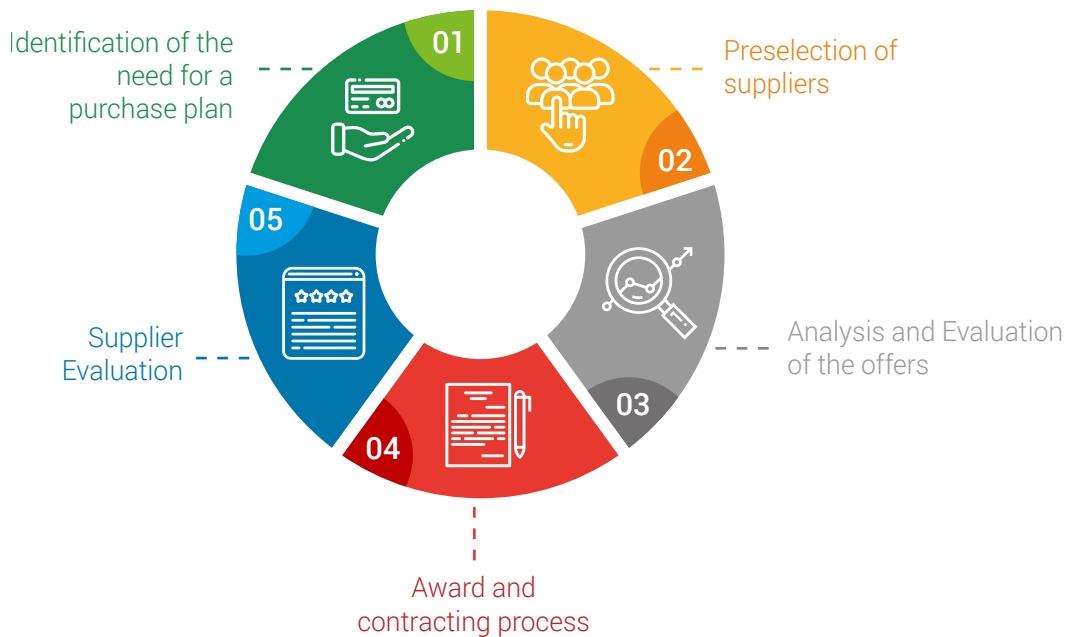 01
Identification of the
need for a
purchase plan
02
Preselection of
suppliers
03
Analysis and Evaluation
of the offers
04
Award and
contracting process
05
Supplier
Evaluation